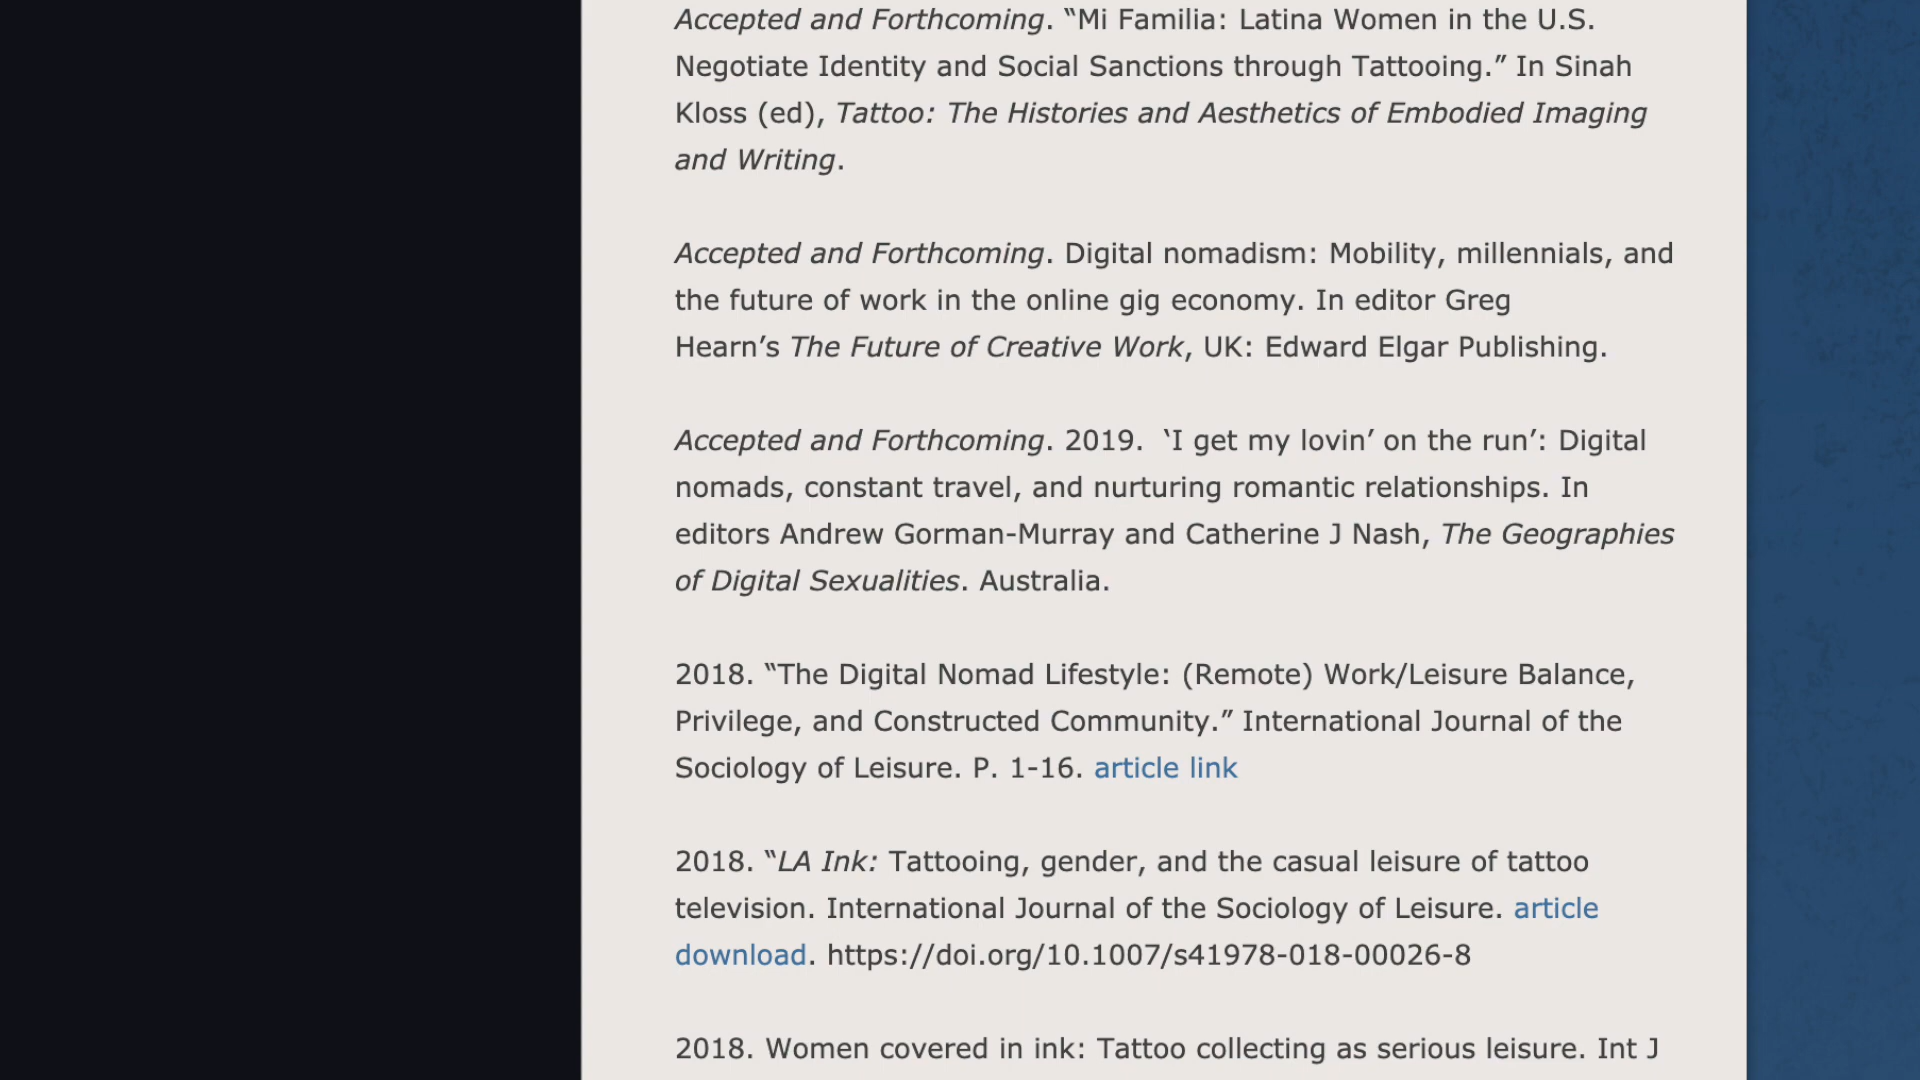 Accepted and Forthcoming. “Mi Familia: Latina Women in the U.S.
Negotiate Identity and Social Sanctions through Tattooing.” In Sinah
Kloss (ed), Tattoo: The Histories and Aesthetics of Embodied Imaging
and Writing.
Accepted and Forthcoming. Digital nomadism: Mobility, millennials, and
the future of work in the online gig economy. In editor Greg
Hearn’s The Future of Creative Work, UK: Edward Elgar Publishing.
Accepted and Forthcoming. 2019. ‘I get my lovin’ on the run’: Digital
nomads, constant travel, and nurturing romantic relationships. In
editors Andrew Gorman-Murray and Catherine J Nash, The Geographies
of Digital Sexualities. Australia.
2018. “The Digital Nomad Lifestyle: (Remote) Work/Leisure Balance,
Privilege, and Constructed Community.” International Journal of the
Sociology of Leisure. P. 1-16. article link
2018. “LA Ink: Tattooing, gender, and the casual leisure of tattoo
television. International Journal of the Sociology of Leisure. article
download. https://doi.org/10.1007/s41978-018-00026-8
2018. Women covered in ink: Tattoo collecting as serious leisure. Int J